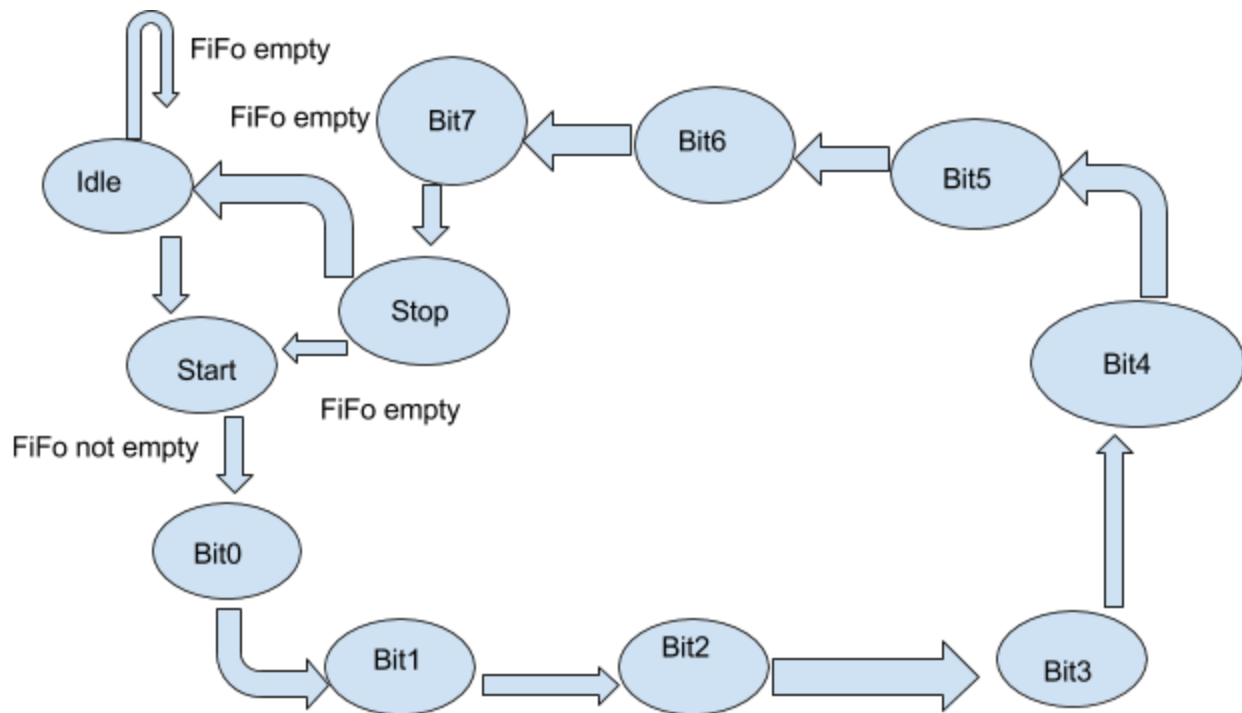 FiFo empty
FiFo empty
Bit7
Bit6
Bit5
Idle
Stop
Start
Bit4
FiFo empty
FiFo not empty
Bit0
Bit1
Bit2
Bit3